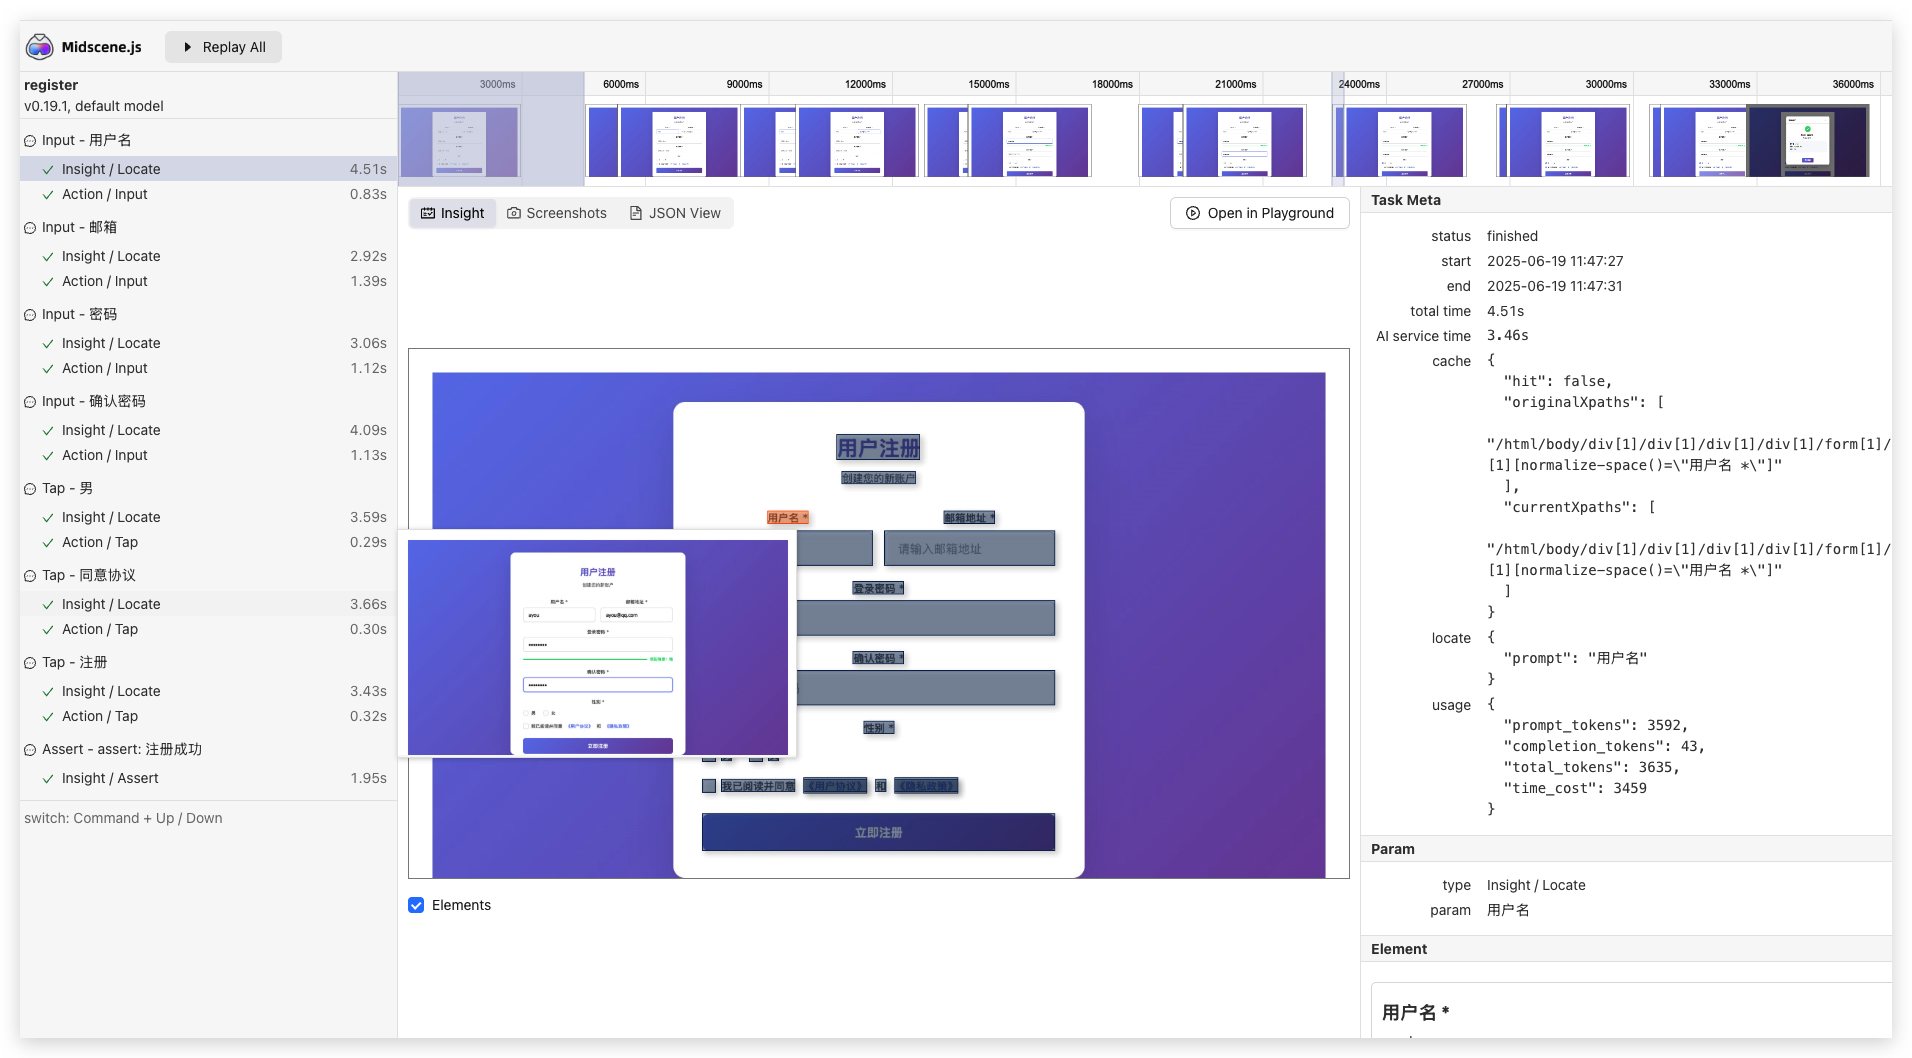 Midscene.js
Replay All
register
v0.19.1, default model
Input - 用户名
Insight / Locate 4.51s
Action / Input 0.83s
Input - 邮箱
Insight / Locate 2.92s
Action / Input 1.39s
Input - 密码
Insight / Locate 3.06s
Action / Input 1.12s
Input - 确认密码
Insight / Locate 4.09s
Action / Input 1.13s
Tap - 男
Insight / Locate 3.59s
Action / Tap 0.29s
Tap - 同意协议
Insight / Locate 3.66s
Action / Tap 0.30s
Tap - 注册
Insight / Locate 3.43s
Action / Tap 0.32s
Assert - assert: 注册成功
Insight / Assert 1.95s
switch: Command + Up / Down
3000ms 6000ms 9000ms 12000ms 15000ms 18000ms 21000ms 24000ms 27000ms 30000ms 33000ms 36000ms
Insight Screenshots JSON View
Open in Playground
用户注册
创建您的新账户
用户名 * 邮箱地址 *
请输入邮箱地址
登录密码 *
确认密码 *
性别 *
我已阅读并同意 《用户协议》 和 《隐私政策》
立即注册
用户注册
创建您的新账户
用户名 * 邮箱地址 *
ayou ayou@qq.com
登录密码 *
确认密码 *
性别 *
男 女
我已阅读并同意 《用户协议》 和 《隐私政策》
立即注册
Elements
Task Meta
status finished
start 2025-06-19 11:47:27
end 2025-06-19 11:47:31
total time 4.51s
AI service time 3.46s
cache {
"hit": false,
"originalXpaths": [
"/html/body/div[1]/div[1]/div[1]/div[1]/form[1]/
[1][normalize-space()=\"用户名 *\"]"
],
"currentXpaths": [
"/html/body/div[1]/div[1]/div[1]/div[1]/form[1]/
[1][normalize-space()=\"用户名 *\"]"
]
}
locate {
"prompt": "用户名"
}
usage {
"prompt_tokens": 3592,
"completion_tokens": 43,
"total_tokens": 3635,
"time_cost": 3459
}
Param
type Insight / Locate
param 用户名
Element
用户名 *